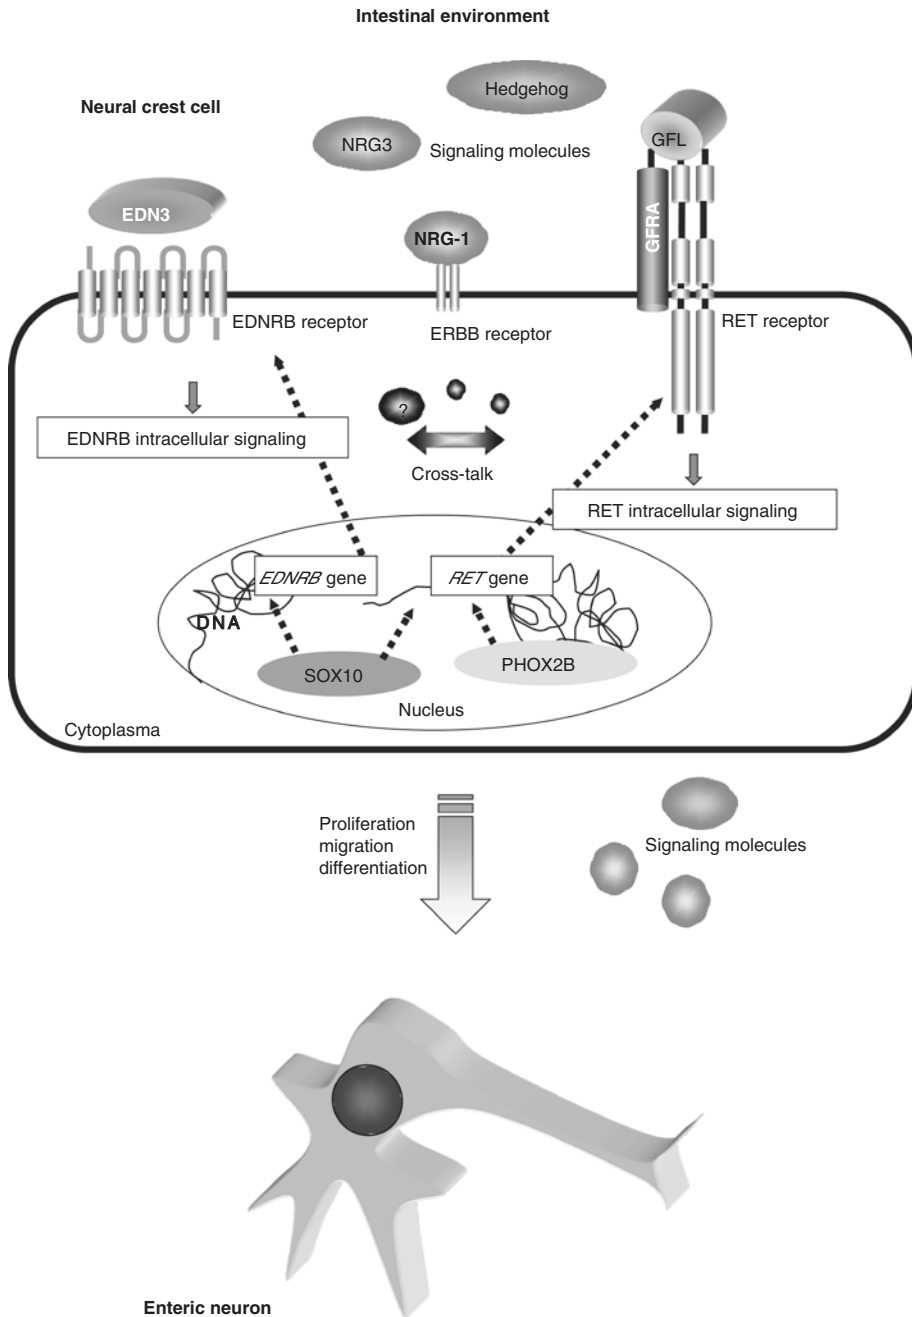 Intestinal environment
Hedgehog
Neural crest cell
NRG3
Signaling molecules
GFL
EDN3
GFRA
NRG-1
EDNRB receptor
ERBB receptor
RET receptor
?
EDNRB intracellular signaling
Cross-talk
RET intracellular signaling
EDNRB gene
RET gene
DNA
SOX10
PHOX2B
Nucleus
Cytoplasma
Proliferation
migration
differentiation
Signaling molecules
Enteric neuron